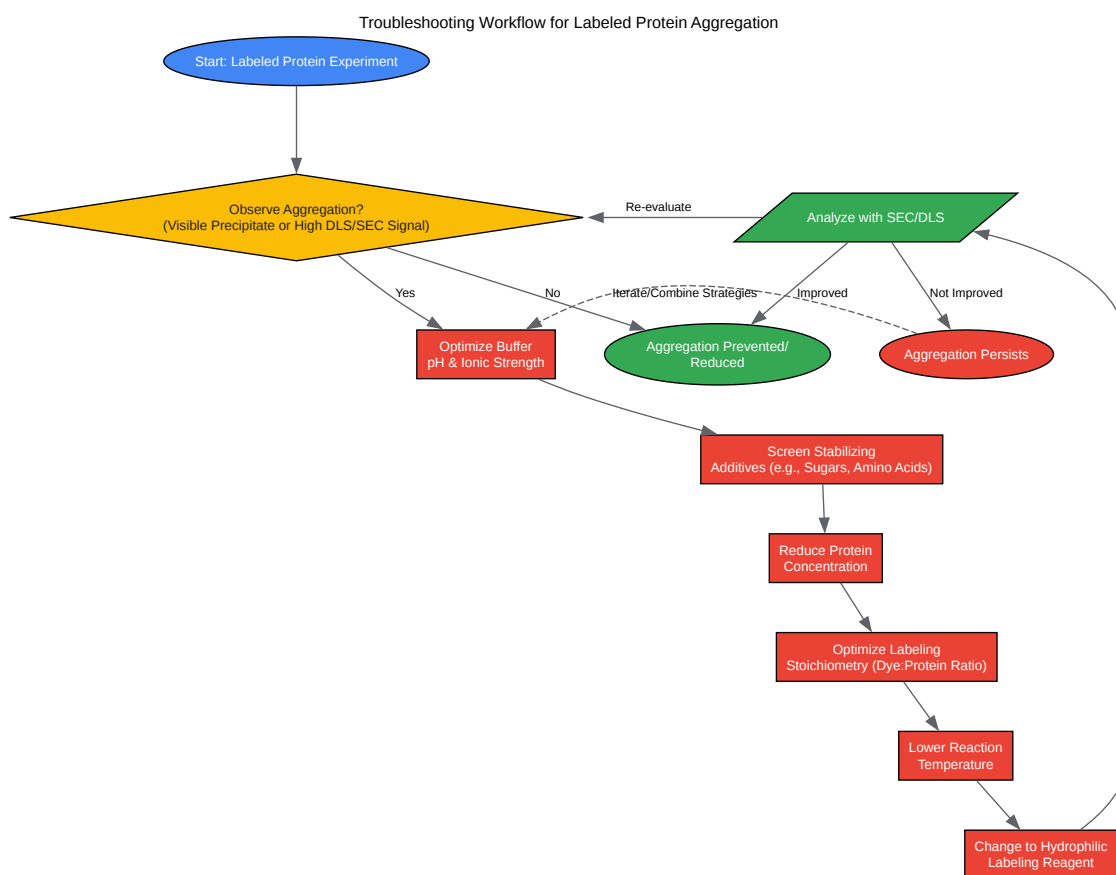 Troubleshooting Workflow for Labeled Protein Aggregation
Start: Labeled Protein Experiment
Observe Aggregation?
(Visible Precipitate or High DLS/SEC Signal)
Re-evaluate
Analyze with SEC/DLS
Yes
No
Iterate/Combine Strategies
Improved
Not Improved
Optimize Buffer
pH & Ionic Strength
Aggregation Prevented/
Reduced
Aggregation Persists
Screen Stabilizing
Additives (e.g., Sugars, Amino Acids)
Reduce Protein
Concentration
Optimize Labeling
Stoichiometry (Dye:Protein Ratio)
Lower Reaction
Temperature
Change to Hydrophilic
Labeling Reagent